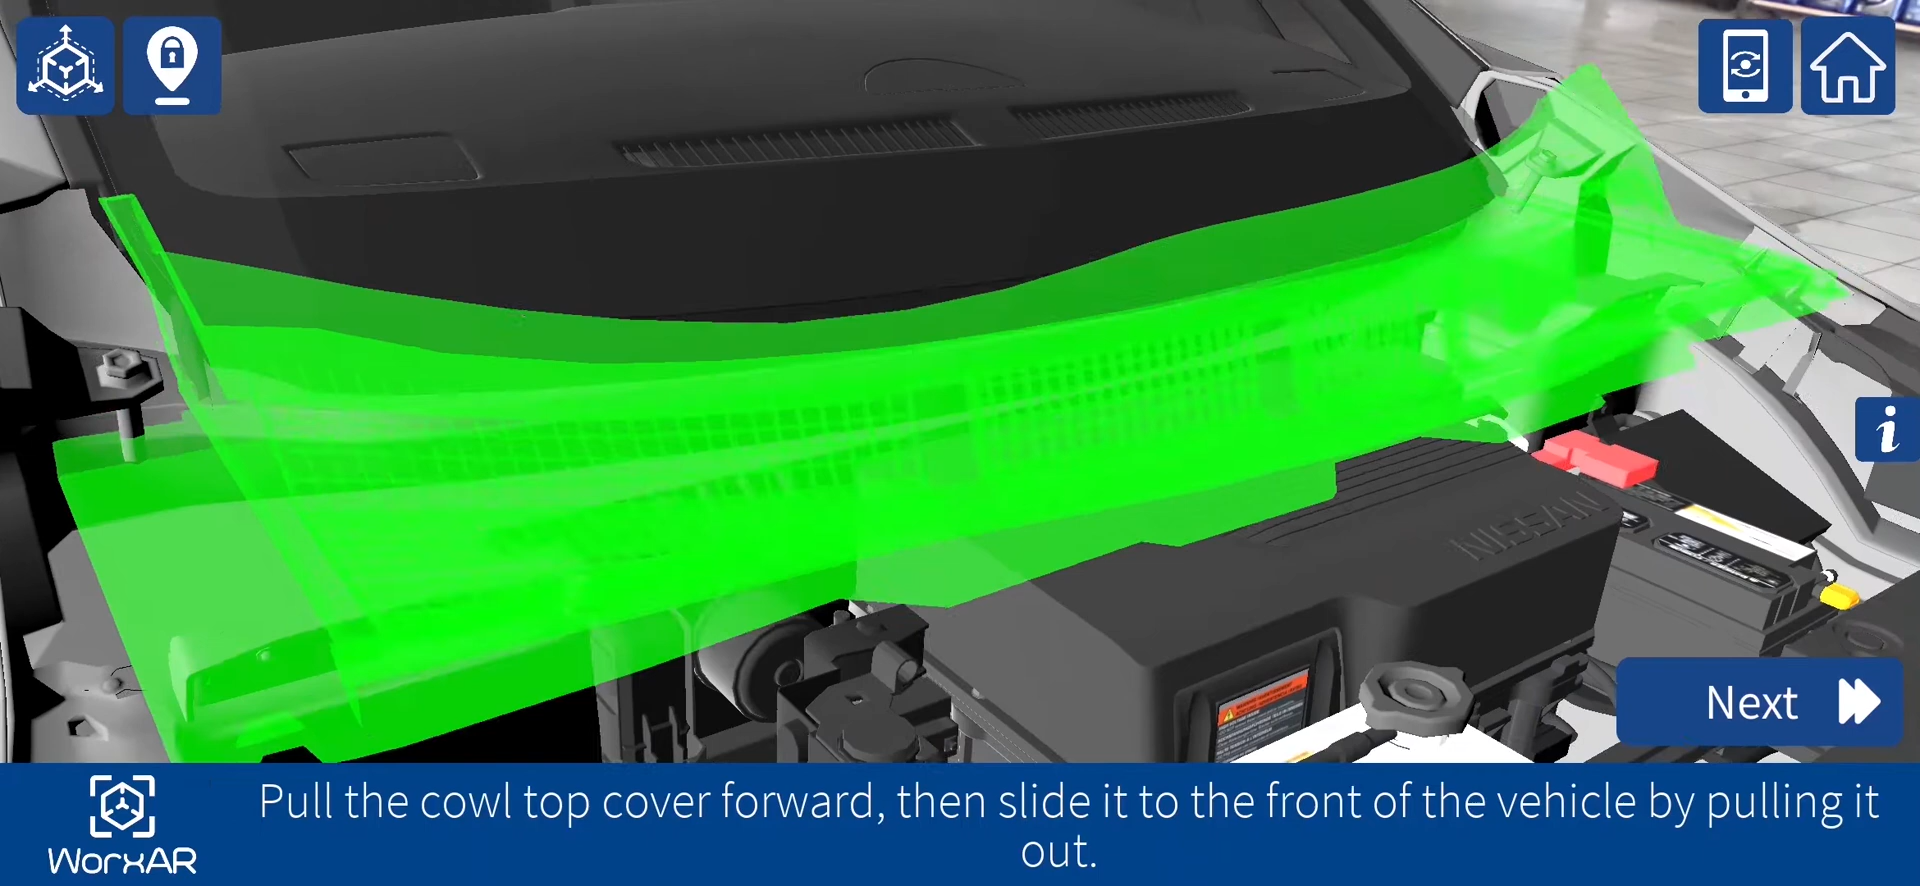 NISSAN
Next
Pull the cowl top cover forward, then slide it to the front of the vehicle by pulling it
out.
WorxAR